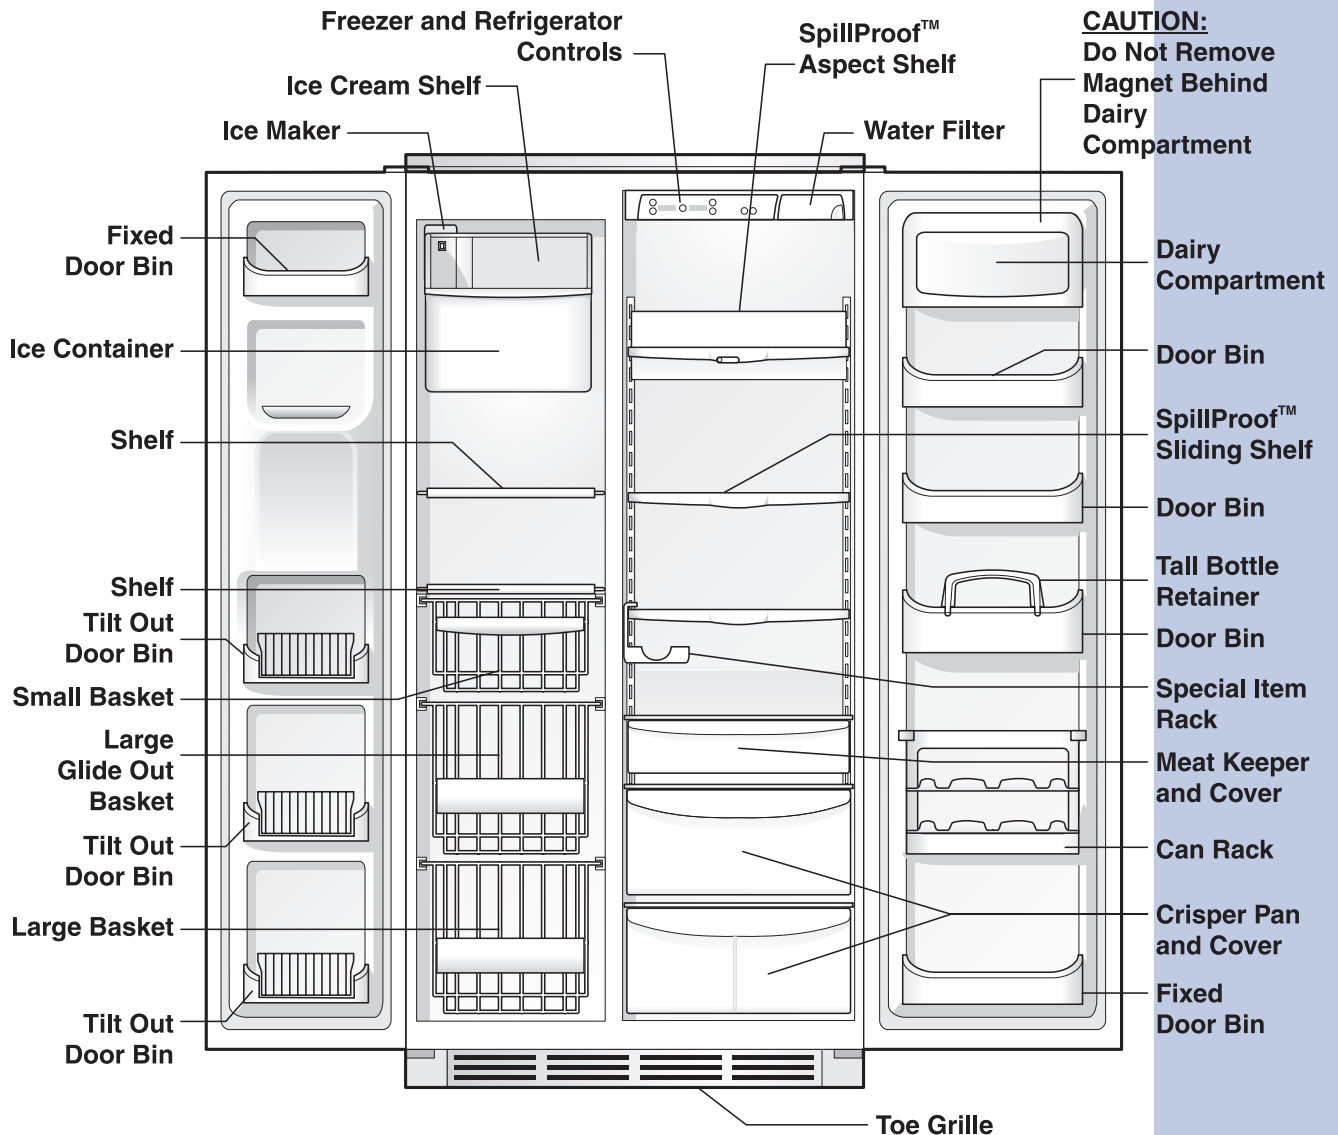 Freezer and Refrigerator
Controls
SpillProof™
Aspect Shelf
CAUTION:
Do Not Remove
Magnet Behind
Dairy
Compartment
Ice Cream Shelf
Ice Maker
Water Filter
Fixed
Door Bin
Ice Container
Shelf
Shelf
Tilt Out
Door Bin
Small Basket
Large
Glide Out
Basket
Tilt Out
Door Bin
Large Basket
Tilt Out
Door Bin
Dairy
Compartment
Door Bin
SpillProof™
Sliding Shelf
Door Bin
Tall Bottle
Retainer
Door Bin
Special Item
Rack
Meat Keeper
and Cover
Can Rack
Crisper Pan
and Cover
Fixed
Door Bin
Toe Grille